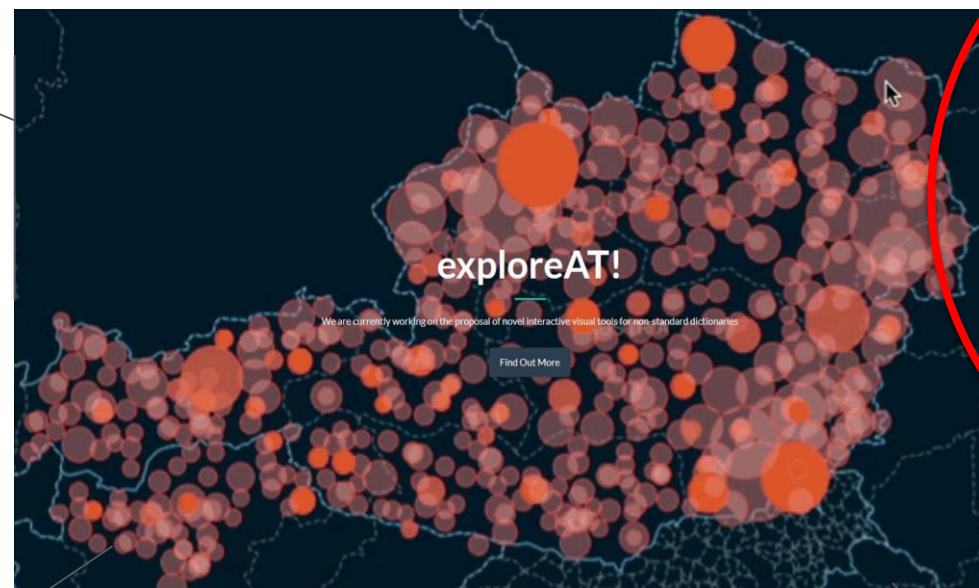 exploreAT!
We are currently working on the proposal of novel interactive visual tools for non-standard dictionaries
Find Out More